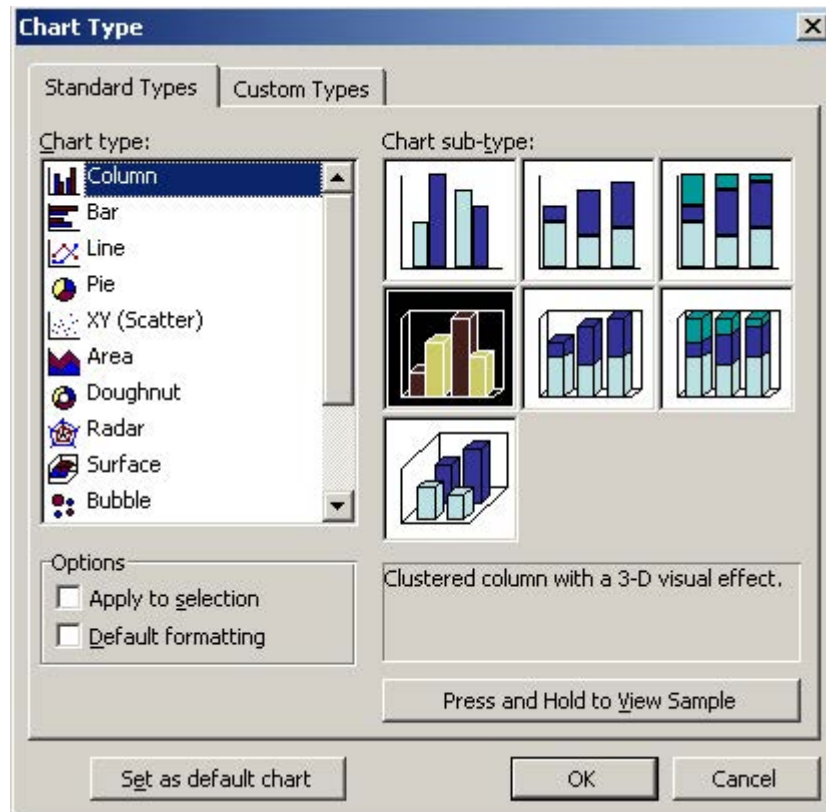 Chart Type
Standard Types
Custom Types
Chart type:
Column
Bar
Line
Pie
XY (Scatter)
Area
Doughnut
Radar
Surface
Bubble
Chart sub-type:
Options
Apply to selection
Default formatting
Clustered column with a 3-D visual effect.
Press and Hold to View Sample
Set as default chart
OK
Cancel